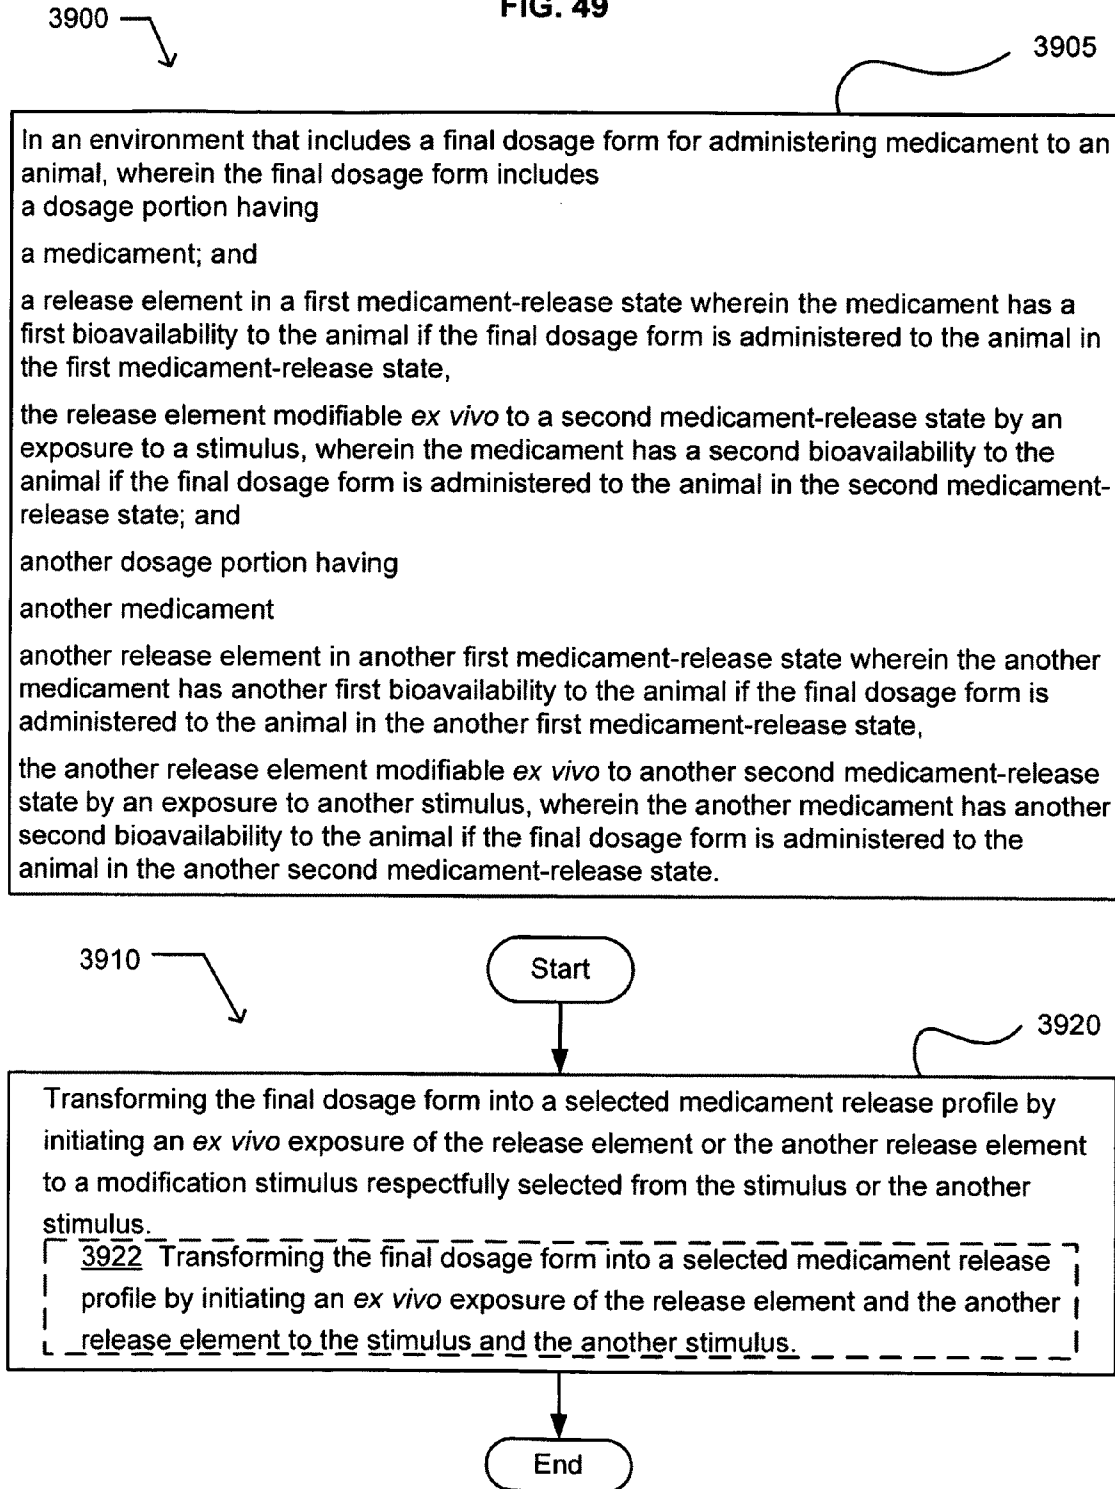 FIG. 49
3900
3905
In an environment that includes a final dosage form for administering medicament to an
animal, wherein the final dosage form includes
a dosage portion having
a medicament; and
a release element in a first medicament-release state wherein the medicament has a
first bioavailability to the animal if the final dosage form is administered to the animal in
the first medicament-release state,
the release element modifiable ex vivo to a second medicament-release state by an
exposure to a stimulus, wherein the medicament has a second bioavailability to the
animal if the final dosage form is administered to the animal in the second medicament-
release state; and
another dosage portion having
another medicament
another release element in another first medicament-release state wherein the another
medicament has another first bioavailability to the animal if the final dosage form is
administered to the animal in the another first medicament-release state,
the another release element modifiable ex vivo to another second medicament-release
state by an exposure to another stimulus, wherein the another medicament has another
second bioavailability to the animal if the final dosage form is administered to the
animal in the another second medicament-release state.
3910
Start
3920
Transforming the final dosage form into a selected medicament release profile by
initiating an ex vivo exposure of the release element or the another release element
to a modification stimulus respectfully selected from the stimulus or the another
stimulus.
3922 Transforming the final dosage form into a selected medicament release
profile by initiating an ex vivo exposure of the release element and the another
release element to the stimulus and the another stimulus.
End